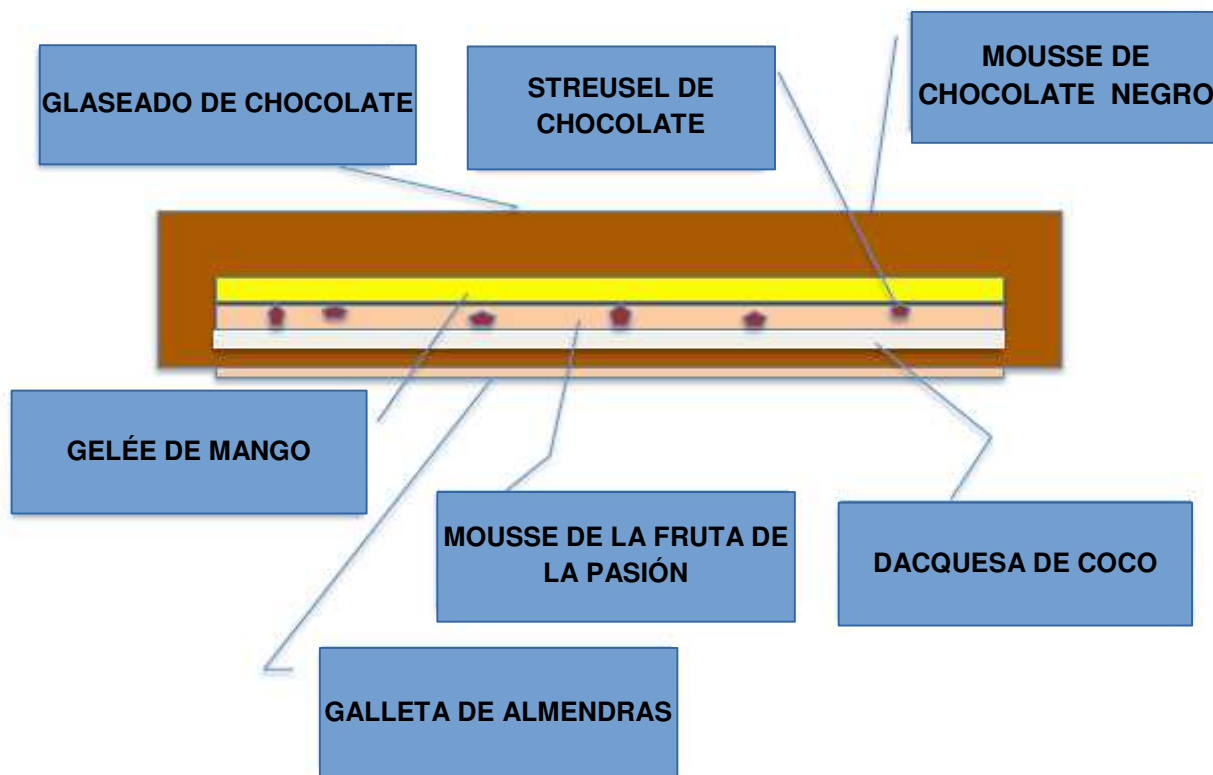 GLASEADO DE CHOCOLATE
STREUSEL DE
CHOCOLATE
MOUSSE DE
CHOCOLATE NEGRO
GELÉE DE MANGO
MOUSSE DE LA FRUTA DE
LA PASIÓN
DACQUESA DE COCO
GALLETA DE ALMENDRAS